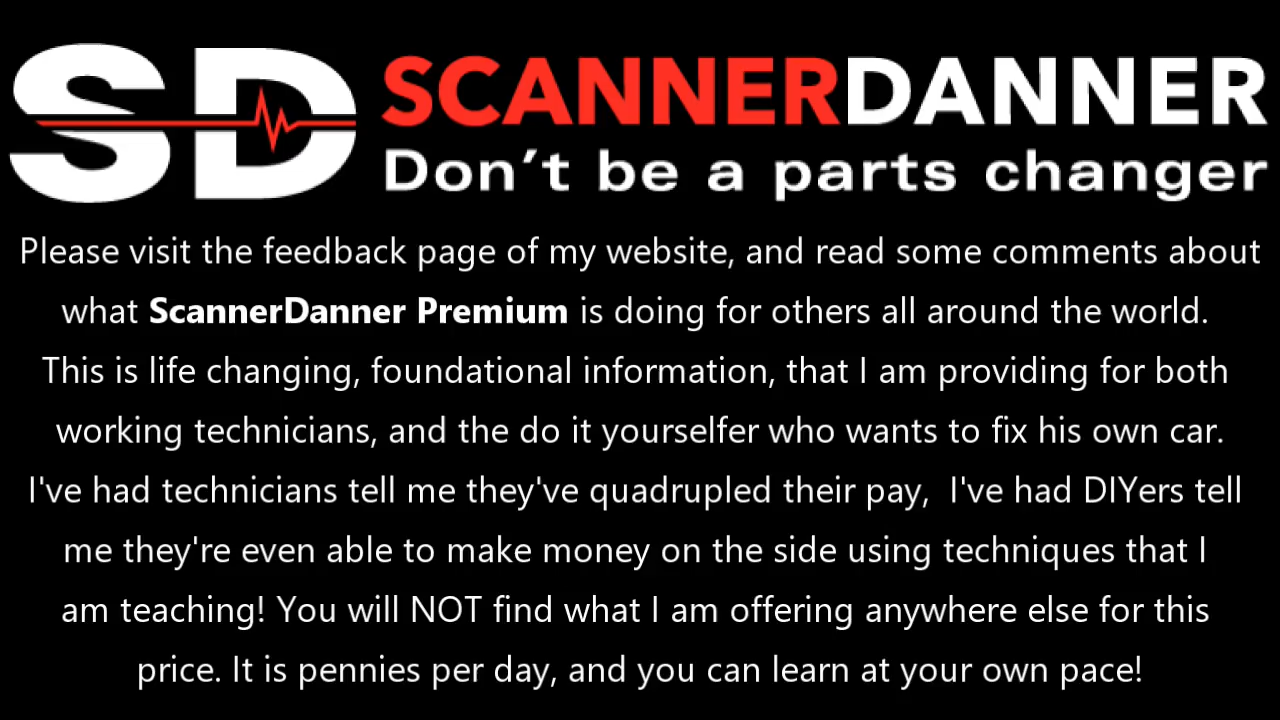 SD SCANNERDANNER
Don't be a parts changer
Please visit the feedback page of my website, and read some comments about
what ScannerDanner Premium is doing for others all around the world.
This is life changing, foundational information, that I am providing for both
working technicians, and the do it yourselfer who wants to fix his own car.
I've had technicians tell me they've quadrupled their pay,  I've had DIYers tell
me they're even able to make money on the side using techniques that I
am teaching! You will NOT find what I am offering anywhere else for this
price. It is pennies per day, and you can learn at your own pace!